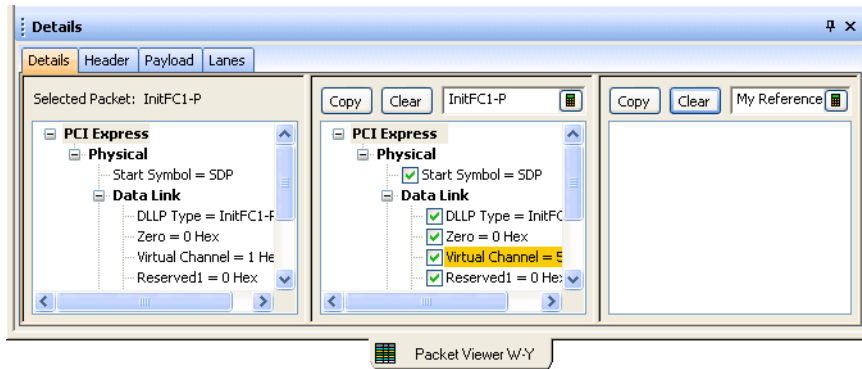 Details
Details Header Payload Lanes
Selected Packet: InitFC1-P
PCI Express
Physical
Start Symbol = SDP
Data Link
DLLP Type = InitFC1-F
Zero = 0 Hex
Virtual Channel = 1 He
Reserved1 = 0 Hex
Copy Clear InitFC1-P
PCI Express
Physical
Start Symbol = SDP
Data Link
DLLP Type = InitFC
Zero = 0 Hex
Virtual Channel = 5
Reserved1 = 0 He
Copy Clear My Reference
Packet Viewer W-Y